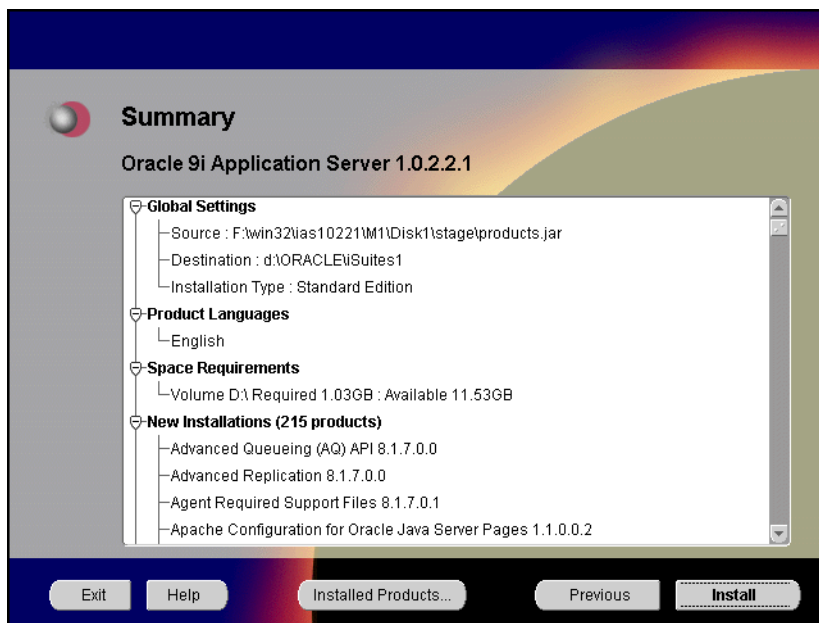 Summary
Oracle 9i Application Server 1.0.2.2.1
Global Settings
Source : F:\win32\ias10221\M1\Disk1\stage\products.jar
Destination : d:\ORACLE\iSuites1
Installation Type : Standard Edition
Product Languages
English
Space Requirements
Volume D:\ Required 1.03GB : Available 11.53GB
New Installations (215 products)
Advanced Queueing (AQ) API 8.1.7.0.0
Advanced Replication 8.1.7.0.0
Agent Required Support Files 8.1.7.0.1
Apache Configuration for Oracle Java Server Pages 1.1.0.0.2
Exit Help Installed Products... Previous Install